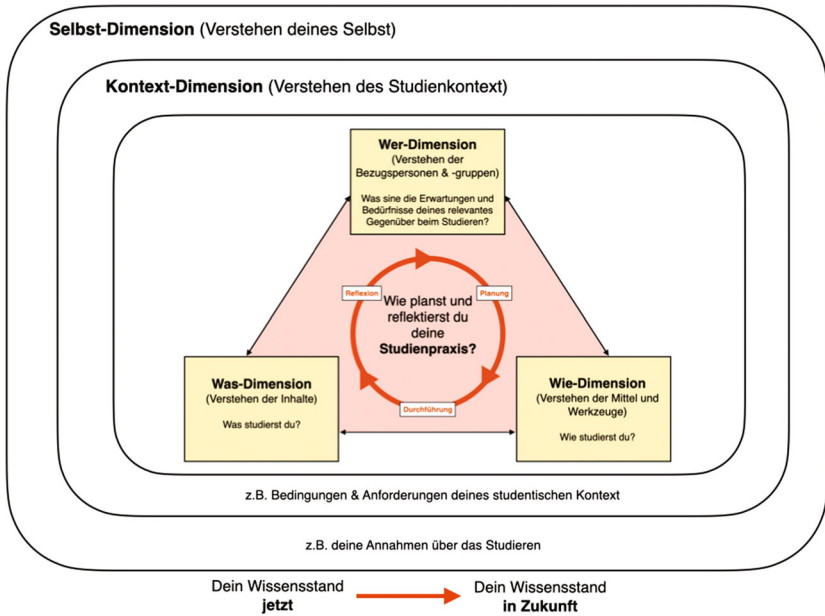 Selbst-Dimension (Verstehen deines Selbst)
Kontext-Dimension (Verstehen des Studienkontext)
Wer-Dimension
(Verstehen der
Bezugspersonen & -gruppen)
Was sine die Erwartungen und
Bedürfnisse deines relevantes
Gegenüber beim Studieren?
Reflexion
Planung
Wie planst und
reflektierst du
deine
Studienpraxis?
Durchführung
Was-Dimension
(Verstehen der Inhalte)
Was studierst du?
Wie-Dimension
(Verstehen der Mittel und
Werkzeuge)
Wie studierst du?
z.B. Bedingungen & Anforderungen deines studentischen Kontext
z.B. deine Annahmen über das Studieren
Dein Wissensstand
jetzt
Dein Wissensstand
in Zukunft